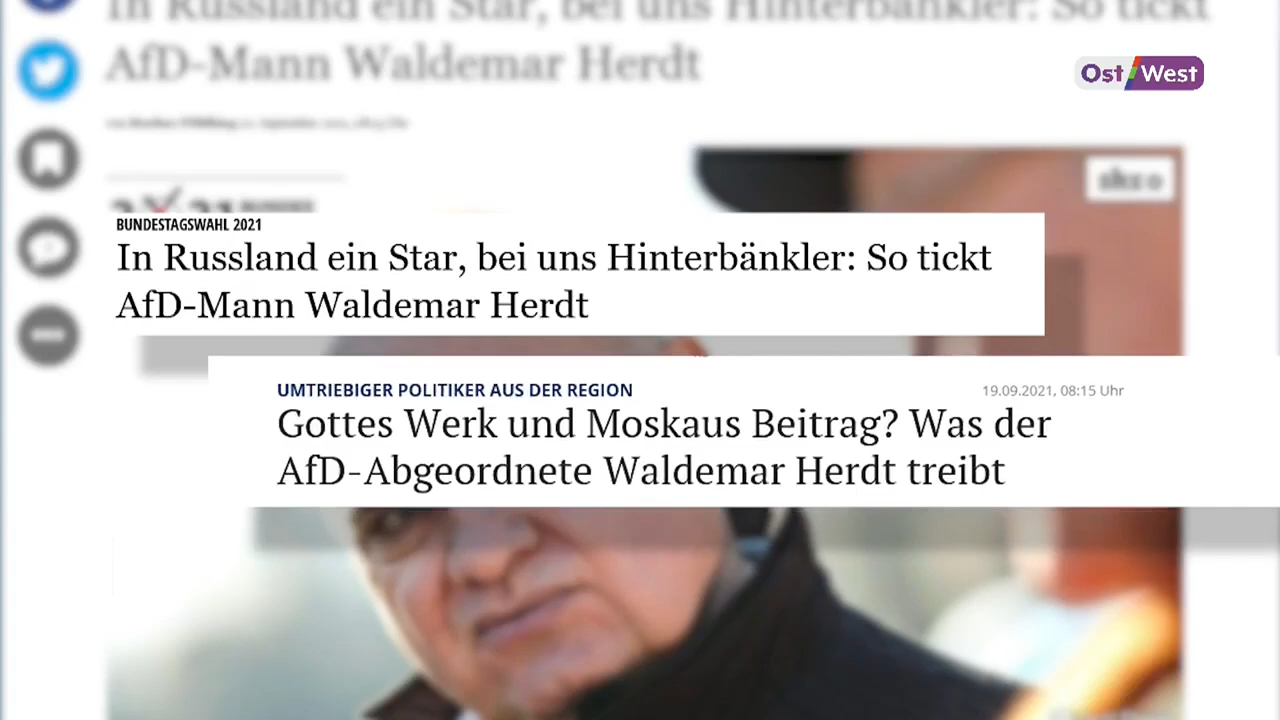 In Russland ein Star, bei uns Hinterbänkler: So tickt
AfD-Mann Waldemar Herdt
Ost West
shz
BUNDESTAGSWAHL 2021
In Russland ein Star, bei uns Hinterbänkler: So tickt
AfD-Mann Waldemar Herdt
UMTRIEBIGER POLITIKER AUS DER REGION
19.09.2021, 08:15 Uhr
Gottes Werk und Moskaus Beitrag? Was der
AfD-Abgeordnete Waldemar Herdt treibt